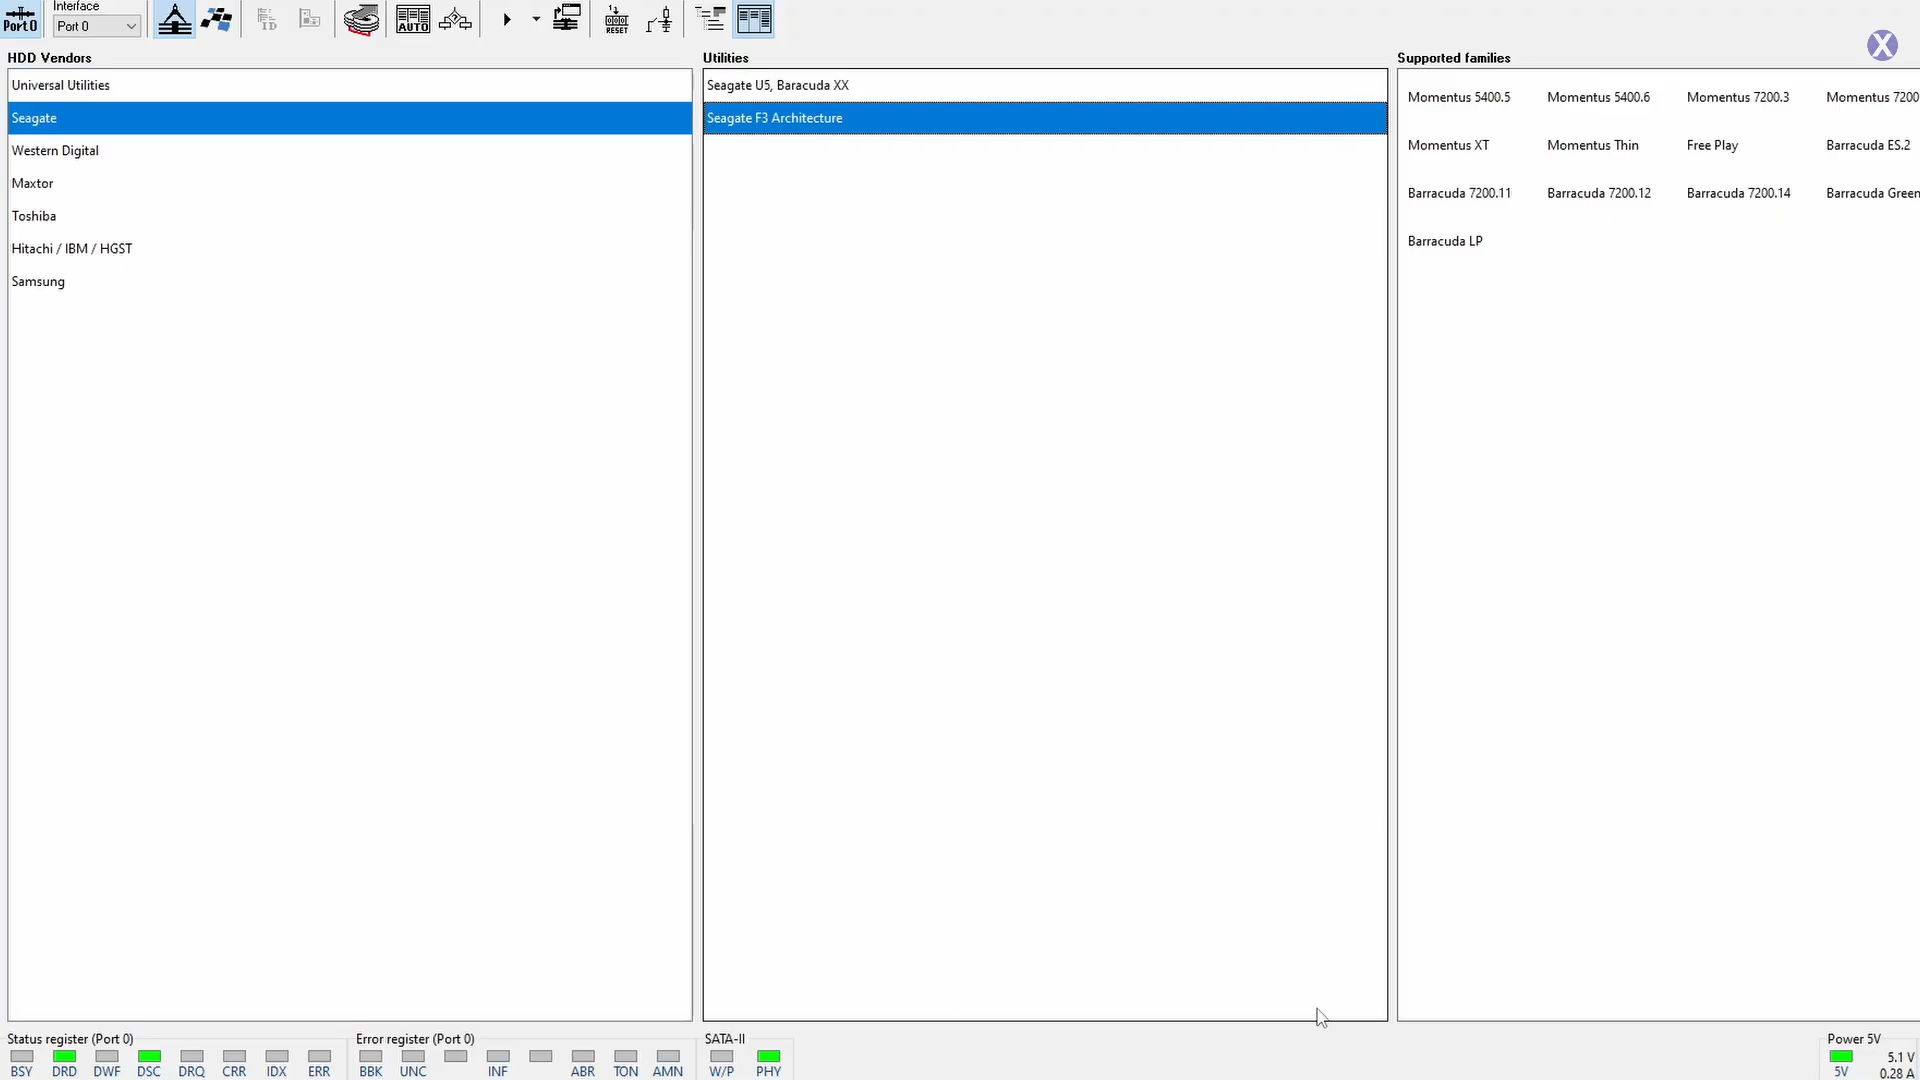 Port 0
Interface
Port 0
ID
AUTO
RESET
X
HDD Vendors
Universal Utilities
Seagate
Western Digital
Maxtor
Toshiba
Hitachi / IBM / HGST
Samsung
Utilities
Seagate U5, Baracuda XX
Seagate F3 Architecture
Supported families
Momentus 5400.5 Momentus 5400.6 Momentus 7200.3 Momentus 7200
Momentus XT Momentus Thin Free Play Barracuda ES.2
Barracuda 7200.11 Barracuda 7200.12 Barracuda 7200.14 Barracuda Green
Barracuda LP
Status register (Port 0)
BSY DRD DWF DSC DRQ CRR IDX ERR
Error register (Port 0)
BBK UNC INF ABR TON AMN
SATA-II
W/P PHY
Power 5V
5V
5.1 V
0.28 A